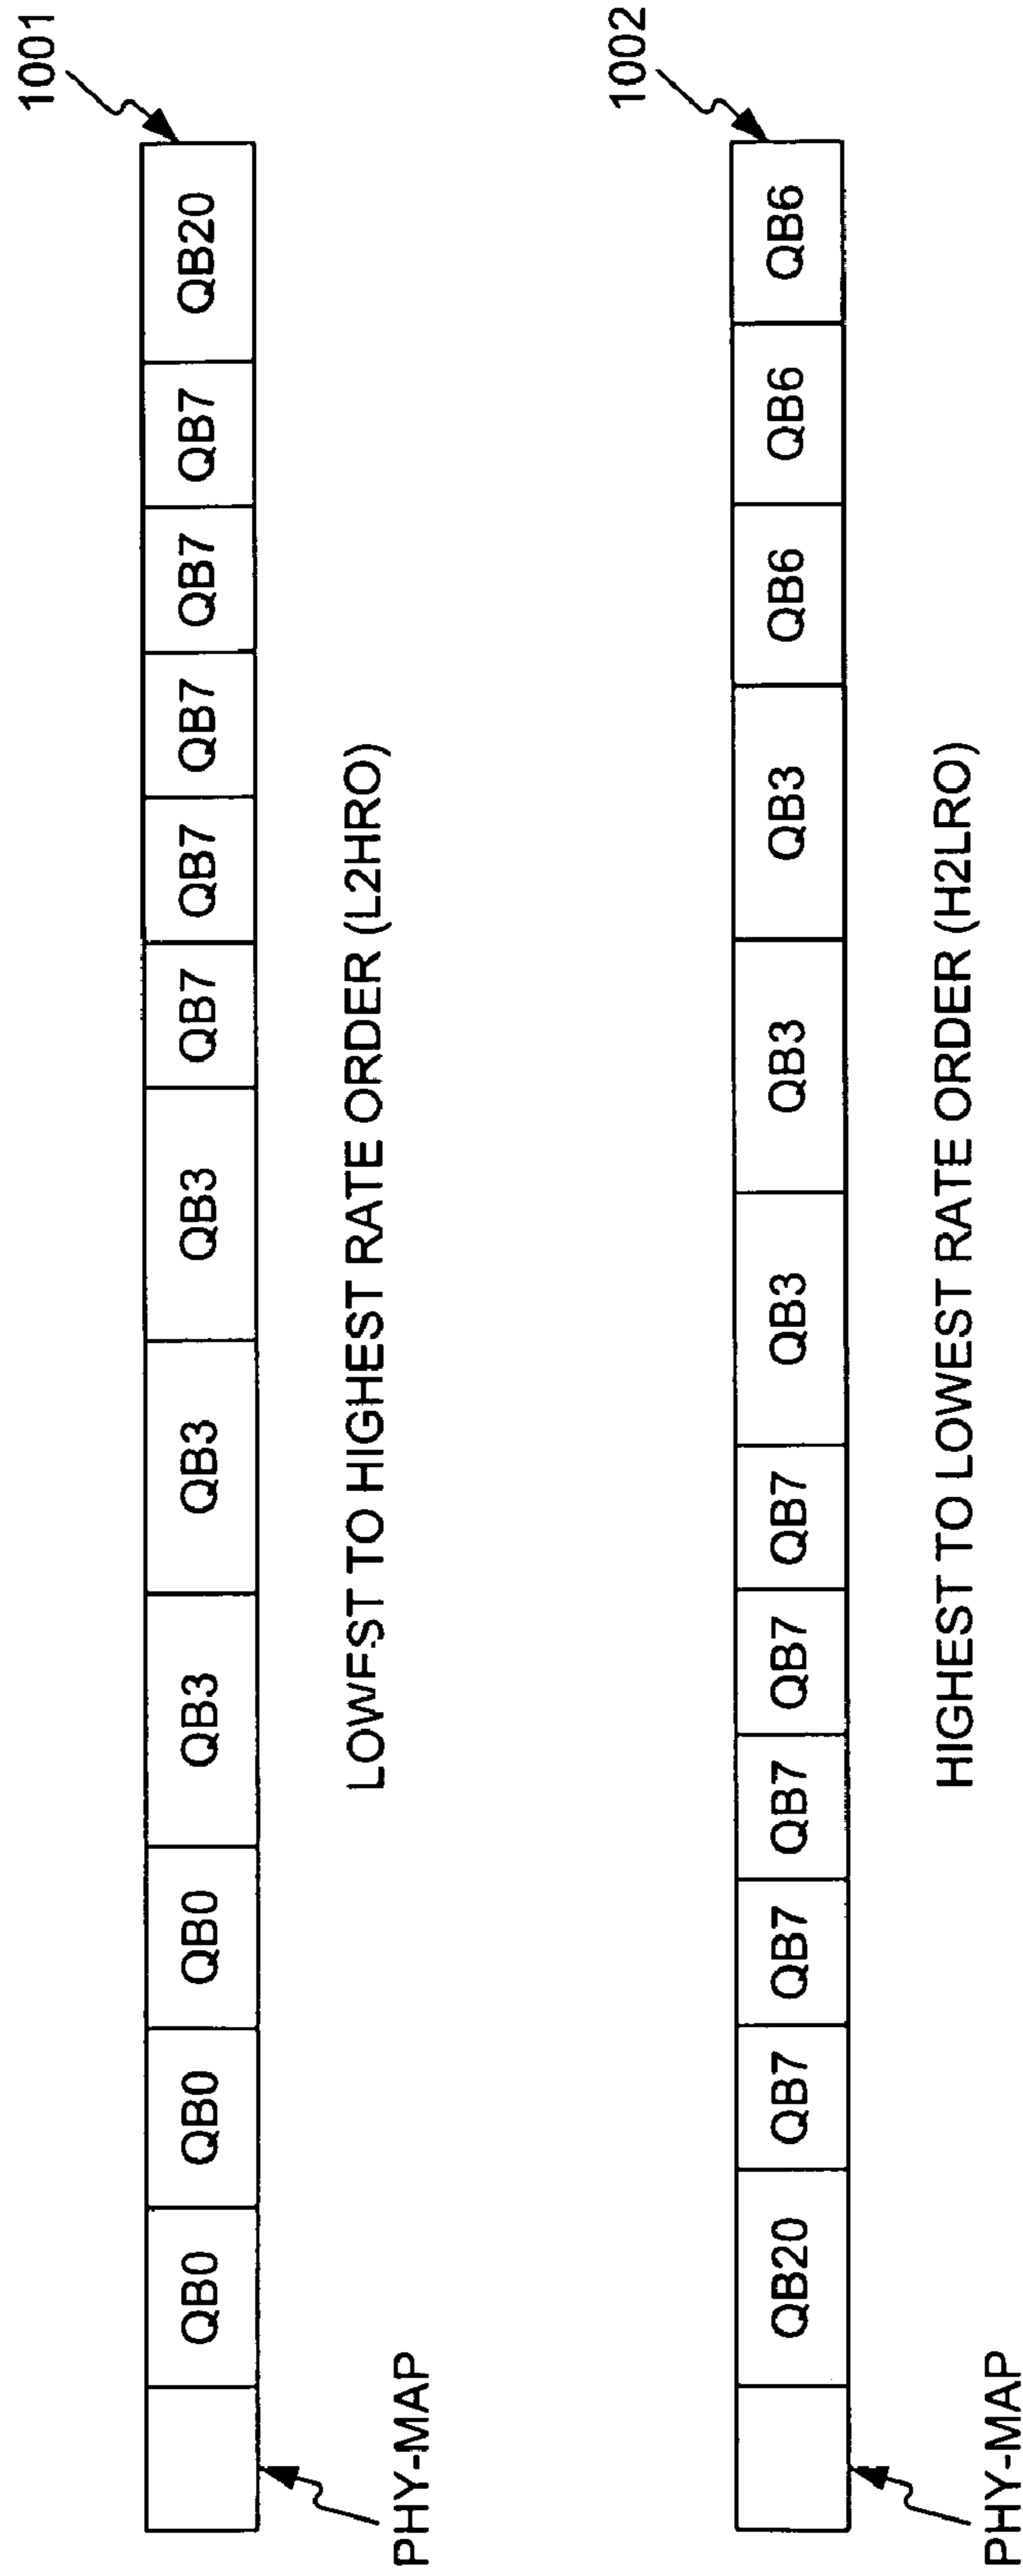 1001
QB0 QB0 QB0 QB3 QB3 QB3 QB7 QB7 QB7 QB7 QB7 QB20
PHY-MAP
LOWEST TO HIGHEST RATE ORDER (L2HRO)
1002
QB20 QB7 QB7 QB7 QB7 QB7 QB3 QB3 QB3 QB6 QB6 QB6
PHY-MAP
HIGHEST TO LOWEST RATE ORDER (H2LRO)